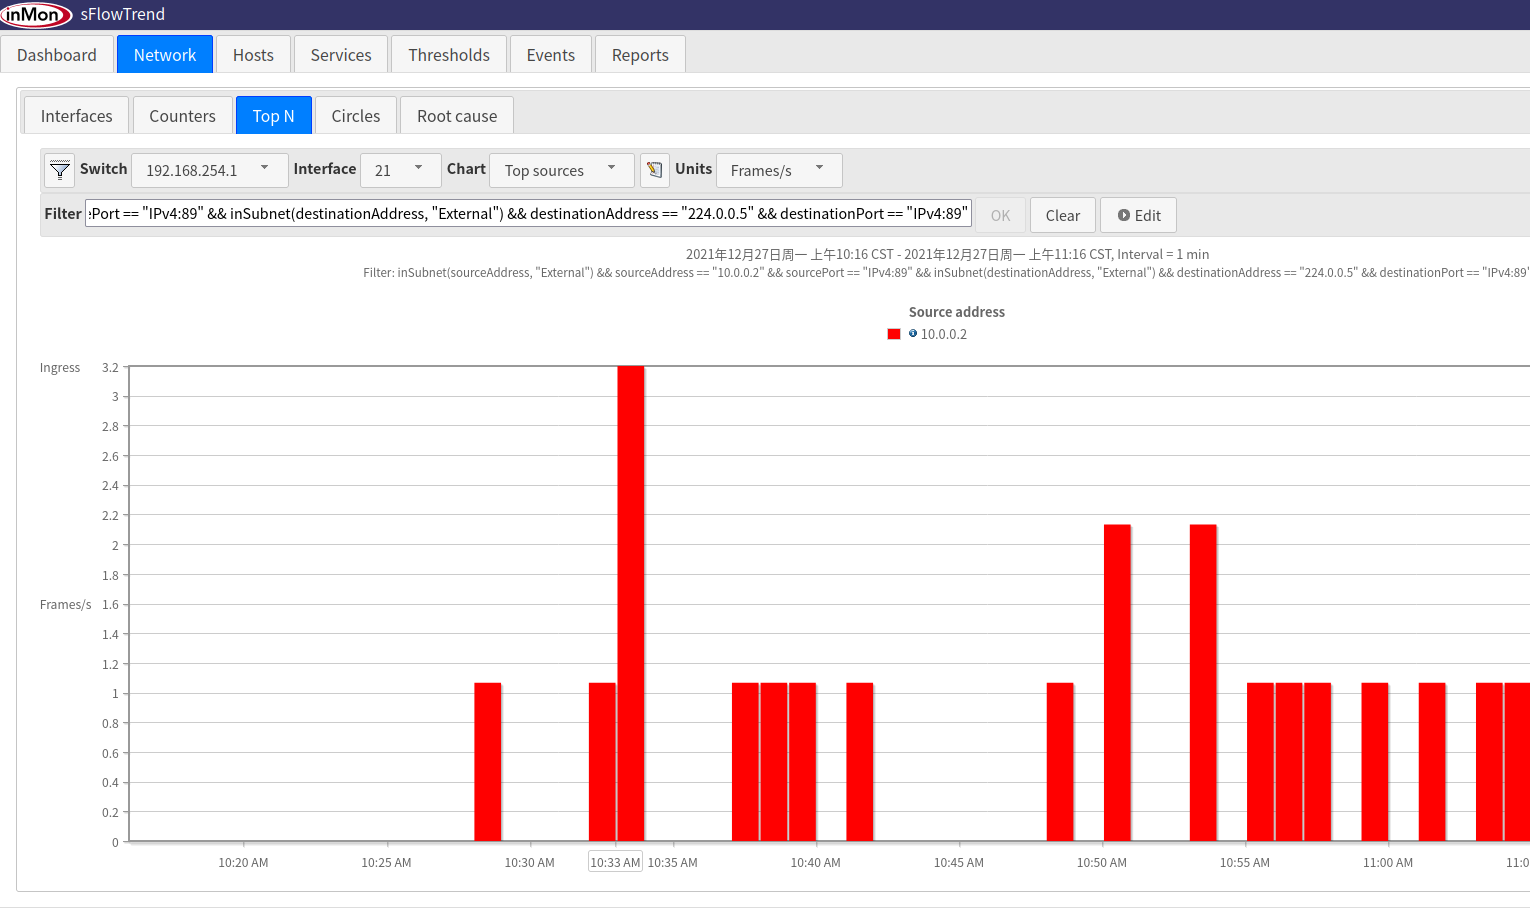 inMon sFlowTrend
Dashboard Network Hosts Services Thresholds Events Reports
Interfaces Counters Top N Circles Root cause
Switch 192.168.254.1 Interface 21 Chart Top sources Units Frames/s
Filter ePort == "IPv4:89" && inSubnet(destinationAddress, "External") && destinationAddress == "224.0.0.5" && destinationPort == "IPv4:89" OK Clear Edit
2021年12月27日周一 上午10:16 CST - 2021年12月27日周一 上午11:16 CST, Interval = 1 min
Filter: inSubnet(sourceAddress, "External") && sourceAddress == "10.0.0.2" && sourcePort == "IPv4:89" && inSubnet(destinationAddress, "External") && destinationAddress == "224.0.0.5" && destinationPort == "IPv4:89"
Source address
10.0.0.2
Ingress 3.2
3
2.8
2.6
2.4
2.2
2
1.8
Frames/s 1.6
1.4
1.2
1
0.8
0.6
0.4
0.2
0
10:20 AM 10:25 AM 10:30 AM 10:33 AM 10:35 AM 10:40 AM 10:45 AM 10:50 AM 10:55 AM 11:00 AM 11:0